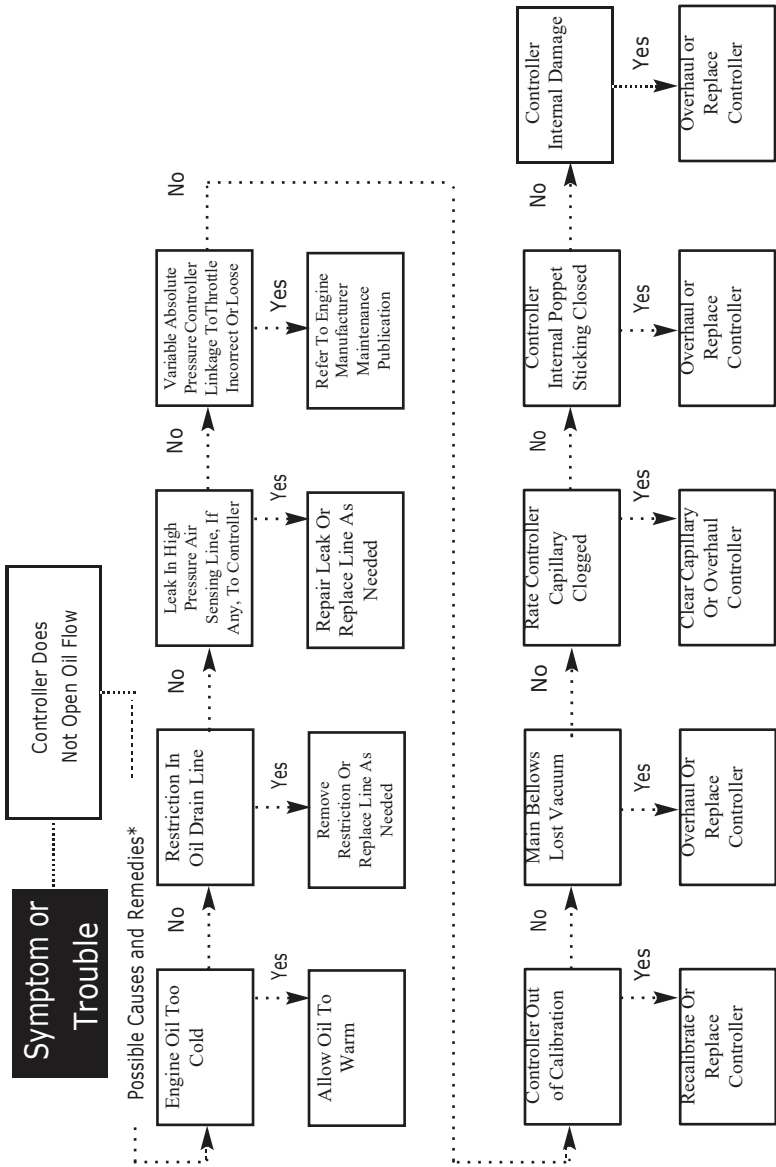 Symptom or
Trouble
Controller Does
Not Open Oil Flow
Possible Causes and Remedies*
Engine Oil Too
Cold
No
Restriction In
Oil Drain Line
No
Leak In High
Pressure Air
Sensing Line, If
Any, To Controller
No
Variable Absolute
Pressure Controller
Linkage ToThrottle
Incorrect Or Loose
No
Yes
Yes
Yes
Yes
Allow Oil To
Warm
Remove
Restriction Or
Replace Line As
Needed
Repair Leak Or
Replace Line As
Needed
Refer To Engine
Manufacturer
Maintenance
Publication
Controller Out
of Calibration
No
Main Bellows
Lost Vacuum
No
Rate Controller
Capillary
Clogged
No
Controller
Internal Poppet
Sticking Closed
No
Controller
Internal Damage
Yes
Yes
Yes
Yes
Yes
Recalibrate Or
Replace
Controller
Overhaul Or
Replace
Controller
Clear Capillary
Or Overhaul
Controller
Overhaul or
Replace
Controller
Overhaul or
Replace
Controller